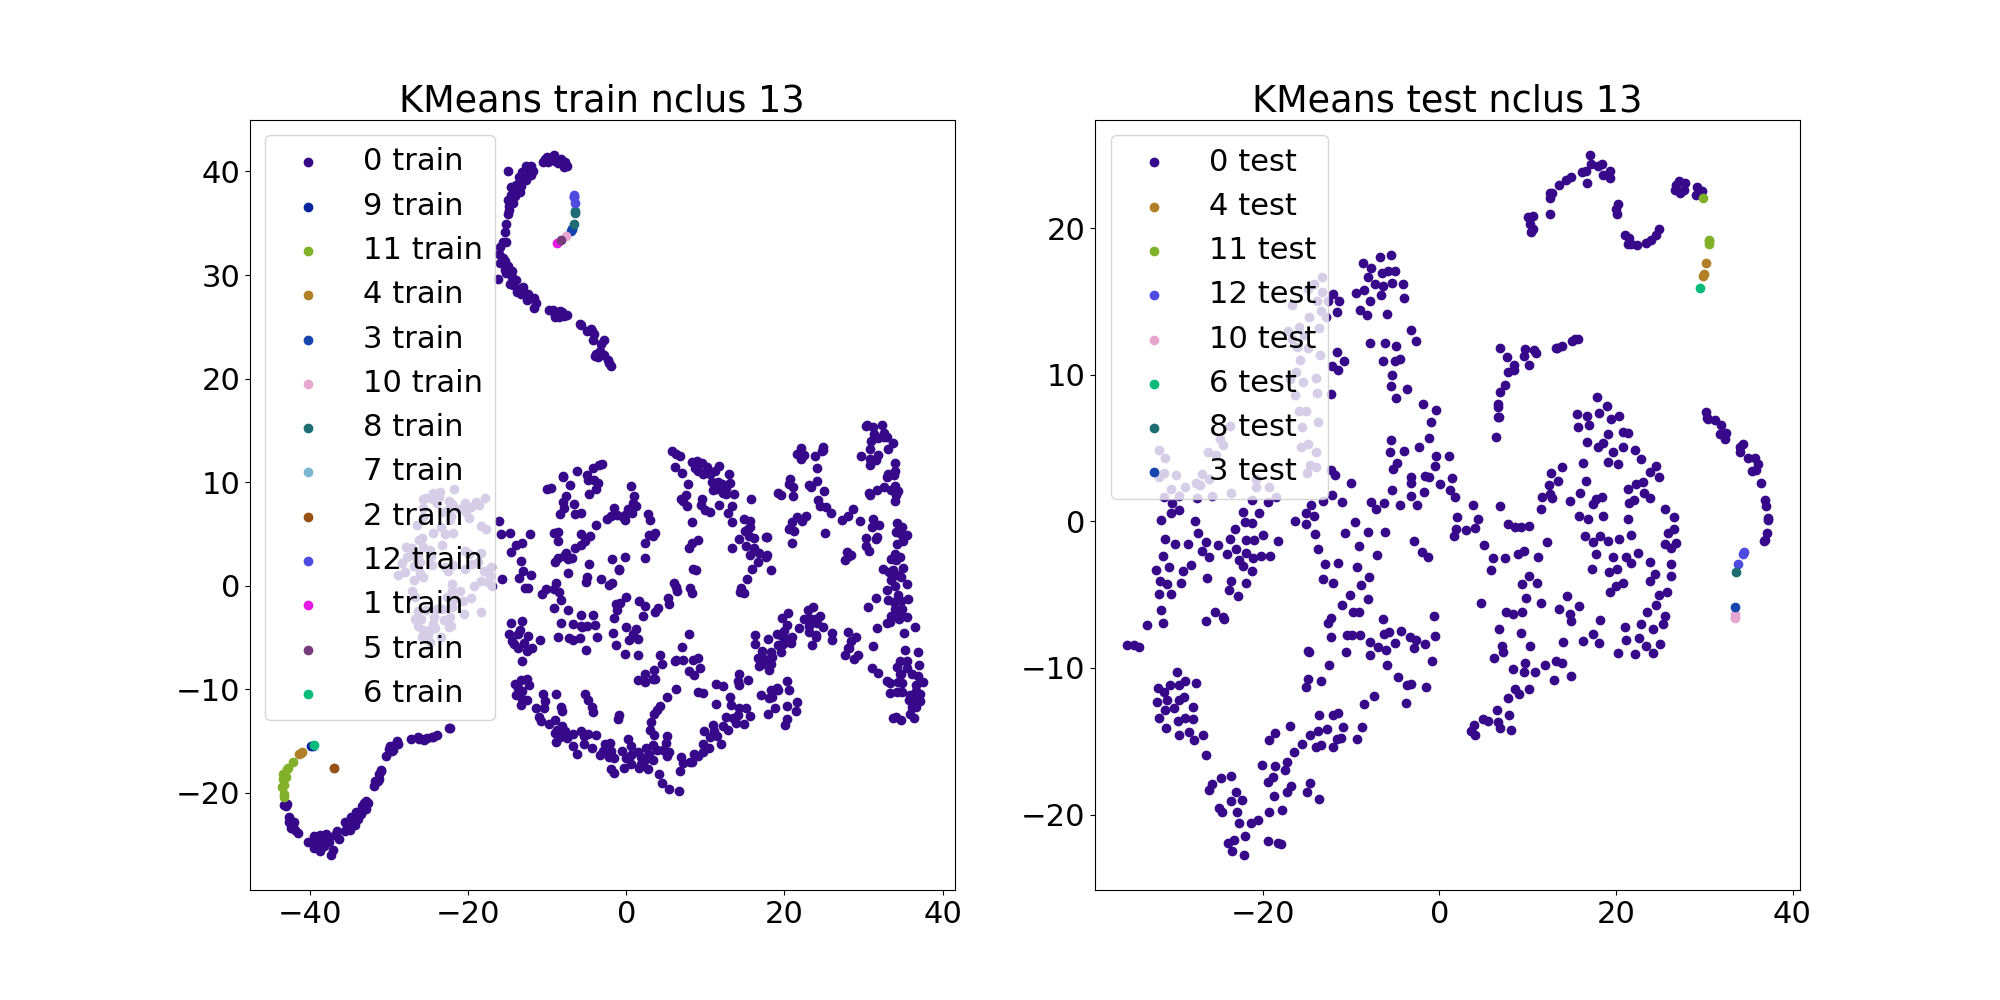 KMeans train nclus 13
0 train
9 train
11 train
4 train
3 train
10 train
8 train
7 train
2 train
12 train
1 train
5 train
6 train
40
30
20
10
0
−10
−20
−40
−20
0
20
40
KMeans test nclus 13
0 test
4 test
11 test
12 test
10 test
6 test
8 test
3 test
20
10
0
−10
−20
−20
0
20
40